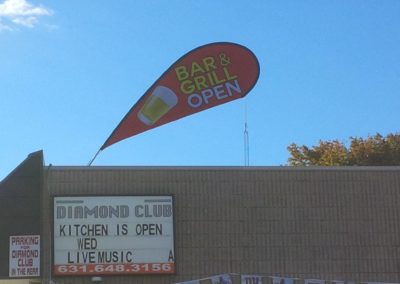 BAR &
GRILL
OPEN
DIAMOND CLUB
KITCHEN IS OPEN
WED
LIVE MUSIC A
631.648.3156
PARKING
FOR
DIAMOND
CLUB
IN THE REAR